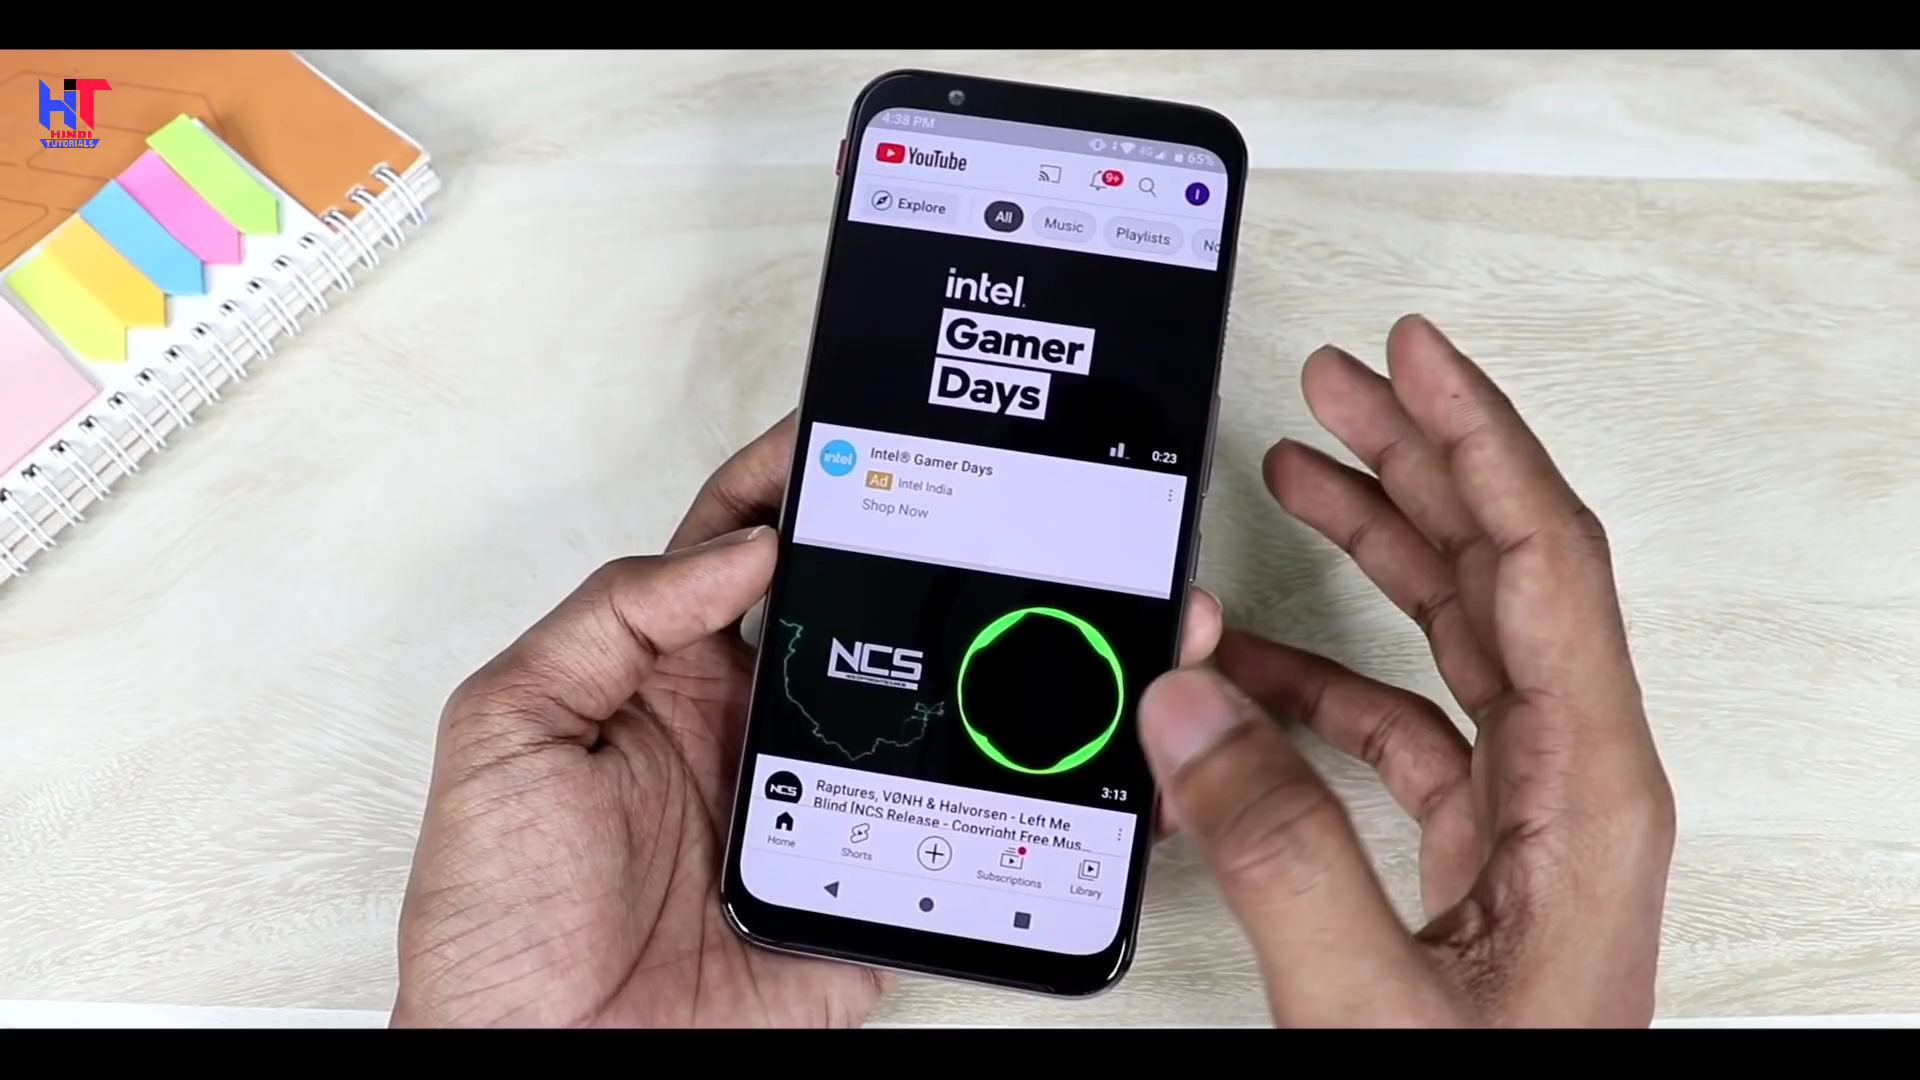 HT
HINDI
TUTORIALS
4:38 PM
4G
65%
YouTube
9+
I
Explore
All
Music
Playlists
intel.
Gamer
Days
0:23
intel
Intel® Gamer Days
Ad Intel India
Shop Now
NCS
3:13
NCS
Raptures, VØNH & Halvorsen - Left Me
Blind [NCS Release - Copyright Free Mus...
Home
Shorts
Subscriptions
Library